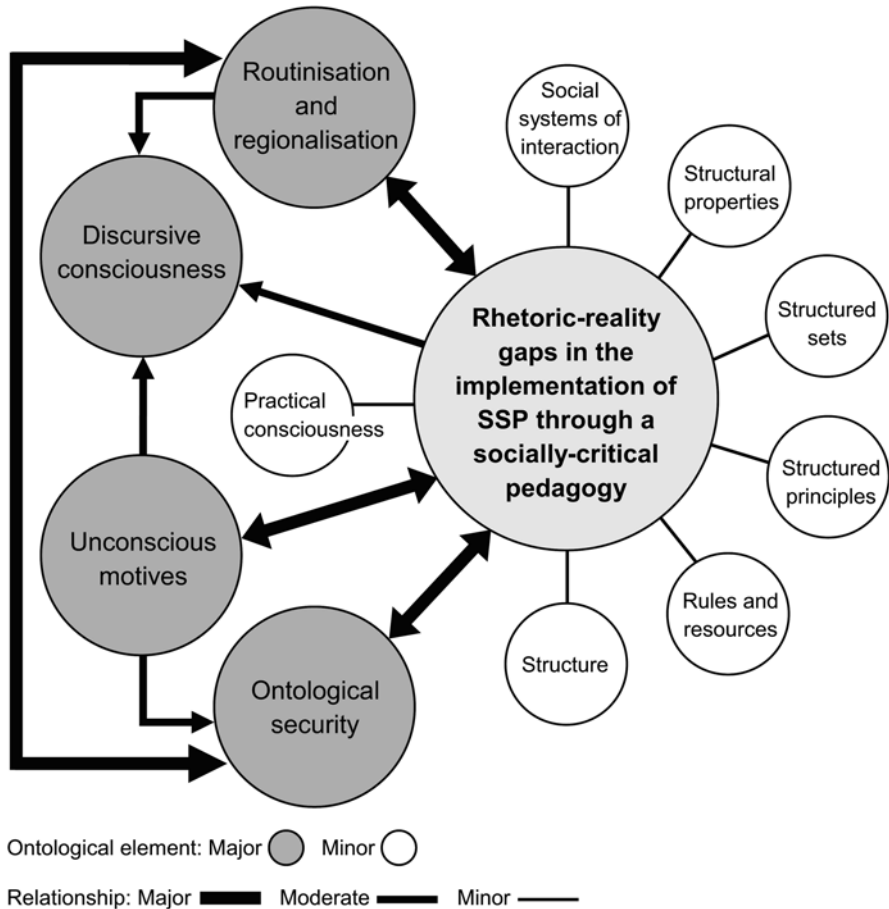 Routinisation
and
regionalisation
Discursive
consciousness
Unconscious
motives
Ontological
security
Practical
consciousness
Rhetoric-reality
gaps in the
implementation of
SSP through a
socially-critical
pedagogy
Social
systems of
interaction
Structural
properties
Structured
sets
Structured
principles
Rules and
resources
Structure
Ontological element: Major Minor
Relationship: Major Moderate Minor